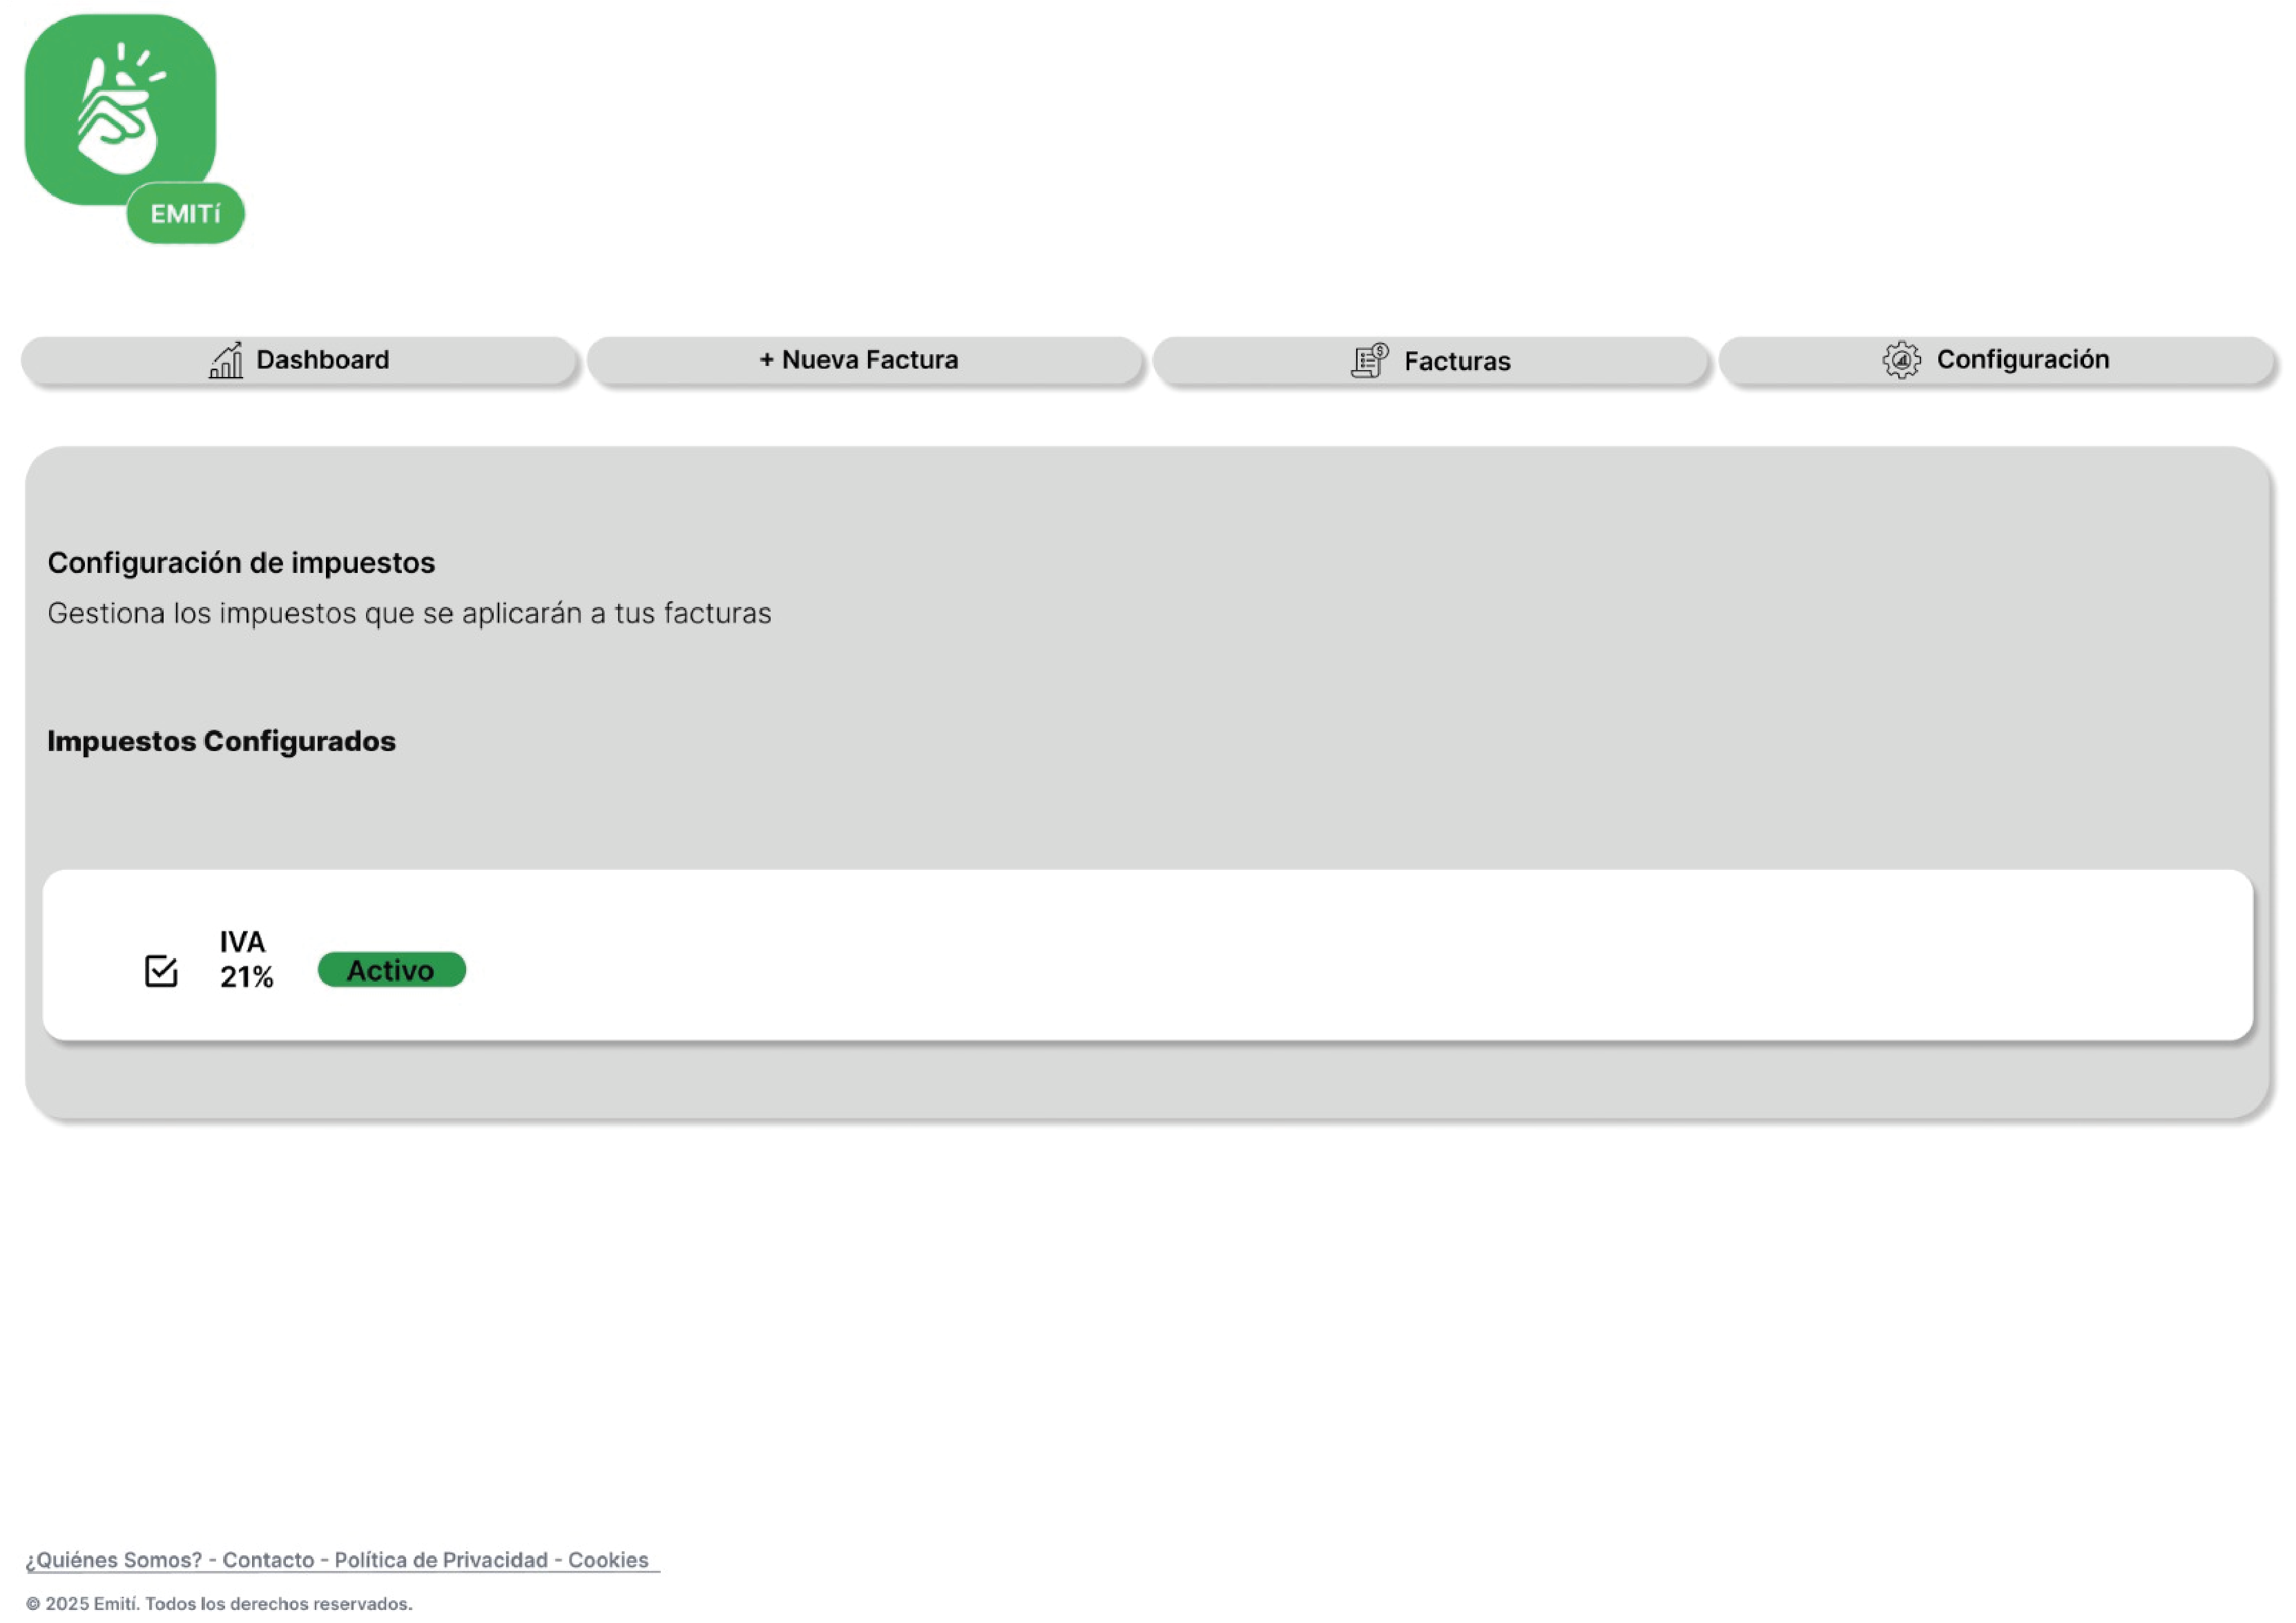 EMITí
Dashboard
+ Nueva Factura
Facturas
Configuración
Configuración de impuestos
Gestiona los impuestos que se aplicarán a tus facturas
Impuestos Configurados
IVA
21%
Activo
¿Quiénes Somos? - Contacto - Política de Privacidad - Cookies
© 2025 Emití. Todos los derechos reservados.